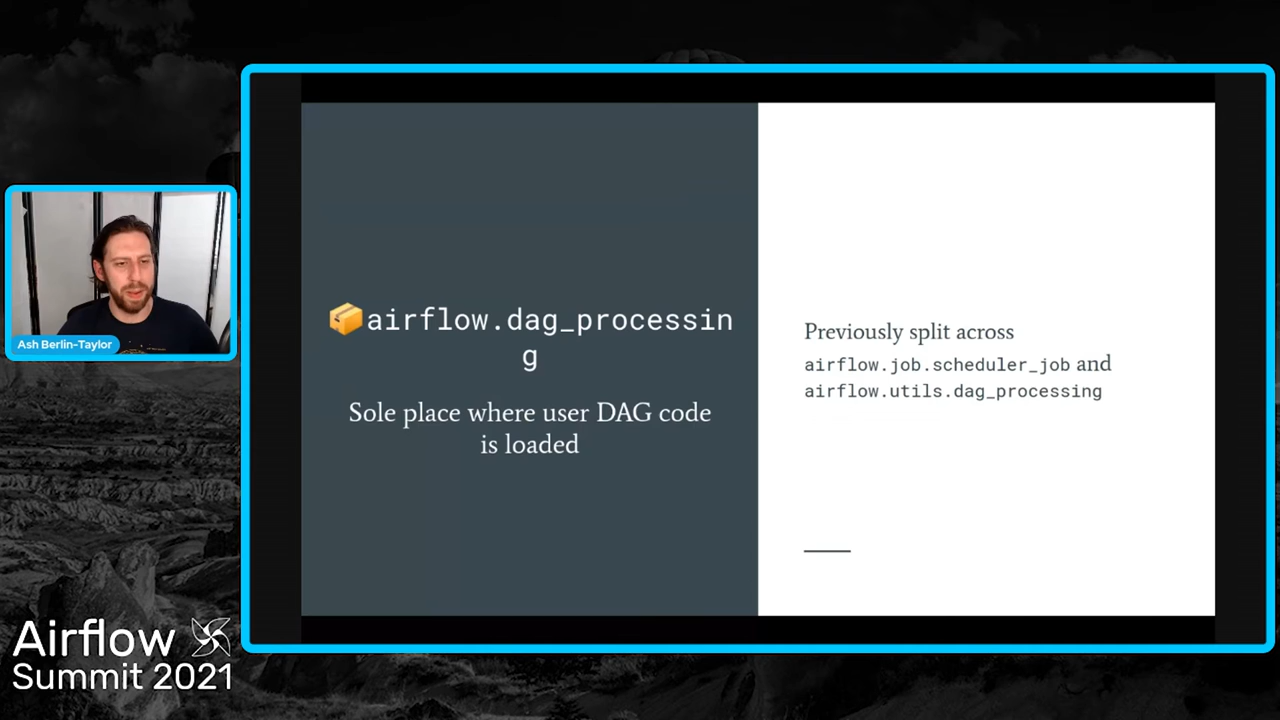 📦airflow.dag_processin
g
Sole place where user DAG code
is loaded
Previously split across
airflow.job.scheduler_job and
airflow.utils.dag_processing
Ash Berlin-Taylor
Airflow
Summit 2021